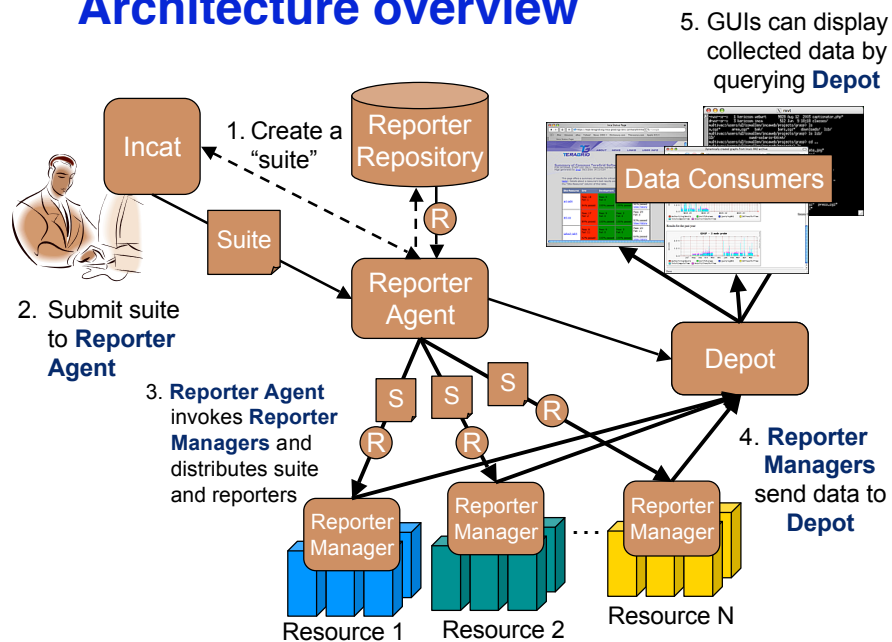 Architecture overview
5. GUIs can display
collected data by
querying Depot
1. Create a
“suite”
Incat
Reporter
Repository
TERAGRID
Data Consumers
R
Suite
Reporter
Agent
2. Submit suite
to Reporter
Agent
Depot
3. Reporter Agent
invokes Reporter
Managers and
distributes suite
and reporters
S
S
S
R
R
R
4. Reporter
Managers
send data to
Depot
Reporter
Manager
Reporter
Manager
...
Reporter
Manager
Resource 1
Resource 2
Resource N